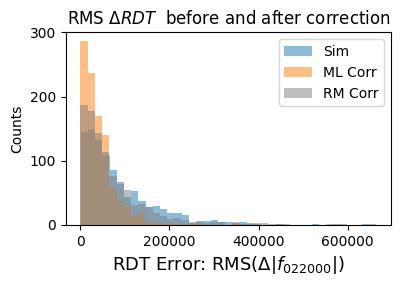 RMS ΔRDT before and after correction
300
200
100
0
Counts
Sim
ML Corr
RM Corr
0 200000 400000 600000
RDT Error: RMS(Δ|f₀₂₂₀₀₀|)